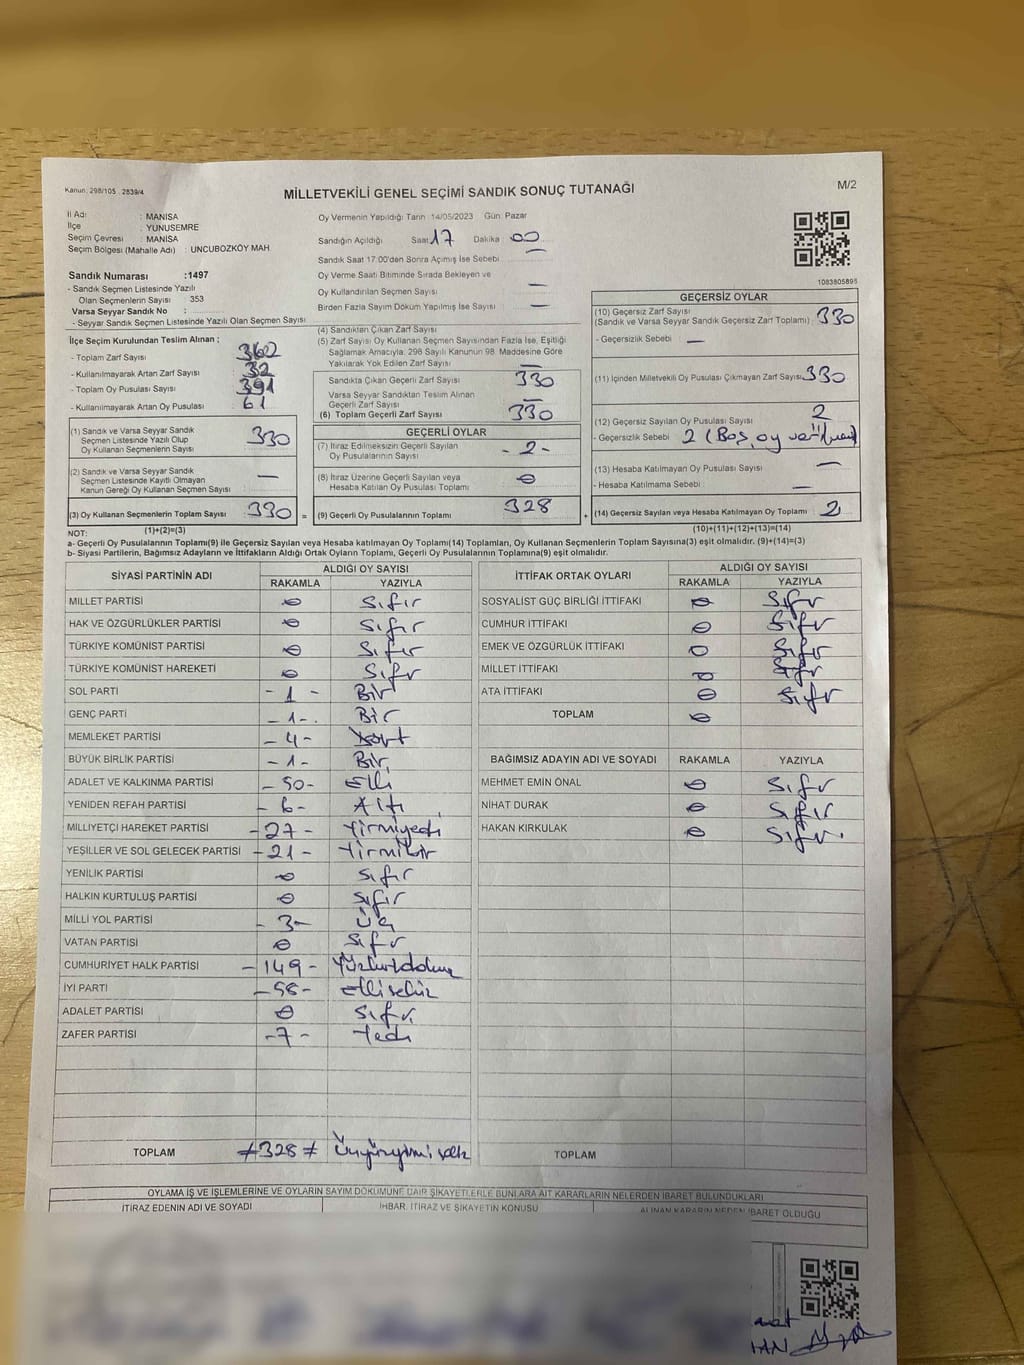 Kanun: 298/105 . 2839/4
MİLLETVEKİLİ GENEL SEÇİMİ SANDIK SONUÇ TUTANAĞI
M/2
İl Adı : MANİSA
İlçe : YUNUSEMRE
Seçim Çevresi : MANİSA
Seçim Bölgesi (Mahalle Adı) : UNCUBOZKÖY MAH.
Oy Vermenin Yapıldığı Tarih 14/05/2023 Gün: Pazar
Sandığın Açıldığı Saat 17 Dakika 00
Sandık Saat 17:00'den Sonra Açımış İse Sebebi
Oy Verme Saati Bitiminde Sırada Bekleyen ve
Oy Kullandırılan Seçmen Sayısı —
Birden Fazla Sayım Döküm Yapılmış İse Sayısı —
1083805895
Sandık Numarası :1497
- Sandık Seçmen Listesinde Yazılı
Olan Seçmenlerin Sayısı : 353
Varsa Seyyar Sandık No :
- Seyyar Sandık Seçmen Listesinde Yazılı Olan Seçmen Sayısı
İlçe Seçim Kurulundan Teslim Alınan :
- Toplam Zarf Sayısı : 362
- Kullanılmayarak Artan Zarf Sayısı : 32
- Toplam Oy Pusulası Sayısı : 391
- Kullanılmayarak Artan Oy Pusulası : 61
(1) Sandık ve Varsa Seyyar Sandık
Seçmen Listesinde Yazılı Olup
Oy Kullanan Seçmenlerin Sayısı 330
(2) Sandık ve Varsa Seyyar Sandık
Seçmen Listesinde Kayıtlı Olmayan
Kanun Gereği Oy Kullanan Seçmen Sayısı —
(3) Oy Kullanan Seçmenlerin Toplam Sayısı 330 =
(1)+(2)=(3)
(4) Sandıktan Çıkan Zarf Sayısı
(5) Zarf Sayısı Oy Kullanan Seçmen Sayısından Fazla İse, Eşitliği
Sağlamak Amacıyla; 298 Sayılı Kanunun 98. Maddesine Göre
Yakılarak Yok Edilen Zarf Sayısı —
Sandıkta Çıkan Geçerli Zarf Sayısı 330
Varsa Seyyar Sandıktan Teslim Alınan
Geçerli Zarf Sayısı —
(6) Toplam Geçerli Zarf Sayısı 330
GEÇERLİ OYLAR
(7) İtiraz Edilmeksizin Geçerli Sayılan
Oy Pusulalarının Sayısı - 2 -
(8) İtiraz Üzerine Geçerli Sayılan veya
Hesaba Katılan Oy Pusulası Toplamı 0
(9) Geçerli Oy Pusulalarının Toplamı 328 +
GEÇERSİZ OYLAR
(10) Geçersiz Zarf Sayısı
(Sandık ve Varsa Seyyar Sandık Geçersiz Zarf Toplamı) 330
- Geçersizlik Sebebi : —
(11) İçinden Milletvekili Oy Pusulası Çıkmayan Zarf Sayısı 330
(12) Geçersiz Sayılan Oy Pusulası Sayısı 2
- Geçersizlik Sebebi : 2 (Boş oy
(13) Hesaba Katılmayan Oy Pusulası Sayısı —
- Hesaba Katılmama Sebebi : —
(14) Geçersiz Sayılan veya Hesaba Katılmayan Oy Toplamı 2
(10)+(11)+(12)+(13)=(14)
NOT:
a- Geçerli Oy Pusulalarının Toplamı(9) ile Geçersiz Sayılan veya Hesaba katılmayan Oy Toplamı(14) Toplamları, Oy Kullanan Seçmenlerin Toplam Sayısına(3) eşit olmalıdır. (9)+(14)=(3)
b- Siyasi Partilerin, Bağımsız Adayların ve İttifakların Aldığı Ortak Oyların Toplamı, Geçerli Oy Pusulalarının Toplamına(9) eşit olmalıdır.
SİYASİ PARTİNİN ADI ALDIĞI OY SAYISI
RAKAMLA YAZIYLA
MİLLET PARTİSİ 0 Sıfır
HAK VE ÖZGÜRLÜKLER PARTİSİ 0 Sıfır
TÜRKİYE KOMÜNİST PARTİSİ 0 Sıfır
TÜRKİYE KOMÜNİST HAREKETİ 0 Sıfır
SOL PARTİ - 1 - Bir
GENÇ PARTİ - 1 - Bir
MEMLEKET PARTİSİ - 4 - Dört
BÜYÜK BİRLİK PARTİSİ - 1 - Bir
ADALET VE KALKINMA PARTİSİ - 50 - Elli
YENİDEN REFAH PARTİSİ - 6 - Altı
MİLLİYETÇİ HAREKET PARTİSİ - 27 - Yirmiyedi
YEŞİLLER VE SOL GELECEK PARTİSİ - 21 - Yirmibir
YENİLİK PARTİSİ 0 Sıfır
HALKIN KURTULUŞ PARTİSİ 0 Sıfır
MİLLİ YOL PARTİSİ - 3 - Üç
VATAN PARTİSİ 0 Sıfır
CUMHURİYET HALK PARTİSİ - 149 - Yüzkırkdokuz
İYİ PARTİ - 58 - Ellisekiz
ADALET PARTİSİ 0 Sıfır
ZAFER PARTİSİ - 7 - Yedi
TOPLAM ≠ 328 ≠ Üçyüzyirmisekiz
İTTİFAK ORTAK OYLARI ALDIĞI OY SAYISI
RAKAMLA YAZIYLA
SOSYALİST GÜÇ BİRLİĞİ İTTİFAKI 0 Sıfır
CUMHUR İTTİFAKI 0 Sıfır
EMEK VE ÖZGÜRLÜK İTTİFAKI 0 Sıfır
MİLLET İTTİFAKI 0 Sıfır
ATA İTTİFAKI 0 Sıfır
TOPLAM 0
BAĞIMSIZ ADAYIN ADI VE SOYADI RAKAMLA YAZIYLA
MEHMET EMİN ÖNAL 0 Sıfır
NİHAT DURAK 0 Sıfır
HAKAN KIRKULAK 0 Sıfır
TOPLAM
OYLAMA İŞ VE İŞLEMLERİNE VE OYLARIN SAYIM DÖKÜMÜNE DAİR ŞİKAYETLERLE BUNLARA AİT KARARLARIN NELERDEN İBARET BULUNDUKLARI
İTİRAZ EDENİN ADI VE SOYADI İHBAR, İTİRAZ VE ŞİKAYETİN KONUSU ALINAN KARARIN NEDEN İBARET OLDUĞU